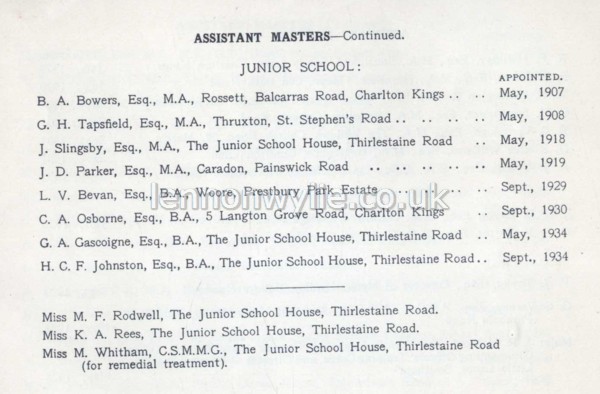 ASSISTANT MASTERS—Continued.
JUNIOR SCHOOL:
APPOINTED.
B. A. Bowers, Esq., M.A., Rossett, Balcarras Road, Charlton Kings .. .. May, 1907
G. H. Tapsfield, Esq., M.A., Thruxton, St. Stephen's Road .. .. .. .. May, 1908
J. Slingsby, Esq., M.A., The Junior School House, Thirlestaine Road .. May, 1918
J. D. Parker, Esq., M.A., Caradon, Painswick Road .. .. .. .. .. May, 1919
L. V. Bevan, Esq., B.A., Woore, Prestbury Park Estate .. .. .. .. Sept., 1929
lennonwylie.co.uk
C. A. Osborne, Esq., B.A., 5 Langton Grove Road, Charlton Kings .. Sept., 1930
G. A. Gascoigne, Esq., B.A., The Junior School House, Thirlestaine Road .. May, 1934
H. C. F. Johnston, Esq., B.A., The Junior School House, Thirlestaine Road .. Sept., 1934
Miss M. F. Rodwell, The Junior School House, Thirlestaine Road.
Miss K. A. Rees, The Junior School House, Thirlestaine Road.
Miss M. Whitham, C.S.M.M.G., The Junior School House, Thirlestaine Road
(for remedial treatment).